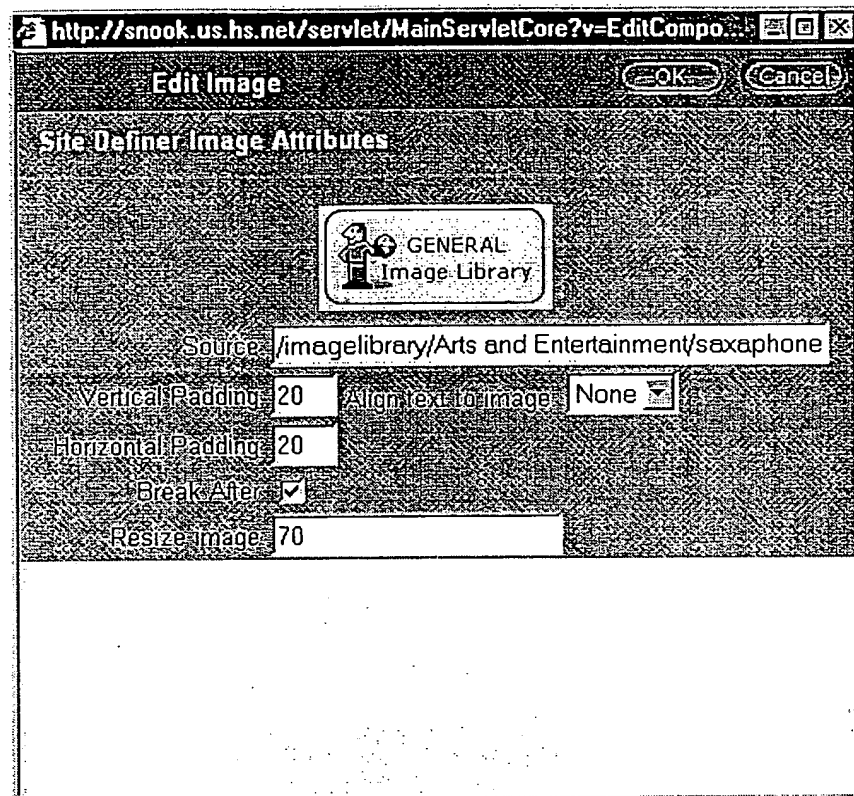 http://snook.us.hs.net/servlet/MainServletCore?v=EditCompo...
Edit Image OK Cancel
Site Definer Image Attributes
GENERAL
Image Library
Source /imagelibrary/Arts and Entertainment/saxaphone
Vertical Padding 20 Align text to image None
Horizontal Padding 20
Break After
Resize image 70